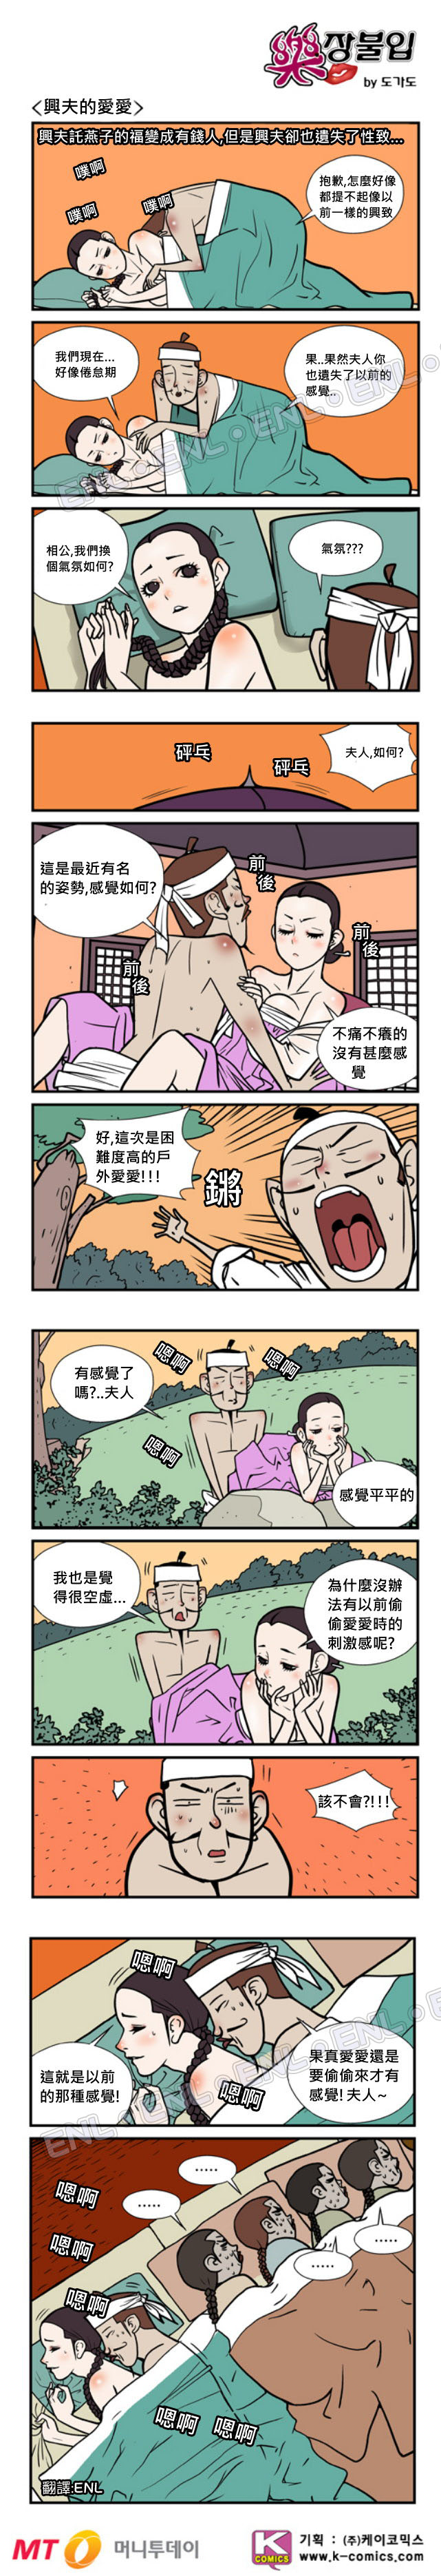 樂장불입
by 도가도
<興夫的愛愛>
興夫託燕子的福變成有錢人,但是興夫卻也遺失了性致...
噗啊
噗啊
噗啊
抱歉,怎麼好像
都提不起像以
前一樣的興致
我們現在...
好像倦怠期
果..果然夫人你
也遺失了以前的
感覺..
ENL ENL ENL ENL ENL
相公,我們換
個氣氛如何?
氣氛???
砰乓
砰乓
夫人,如何?
這是最近有名
的姿勢,感覺如何?
前
後
前
後
前
後
不痛不癢的
沒有甚麼感
覺
好,這次是困
難度高的戶
外愛愛!!!
鏘
有感覺了
嗎?..夫人
嗯啊
嗯啊
嗯啊
感覺平平的
我也是覺
得很空虛...
為什麼沒辦
法有以前偷
偷愛愛時的
刺激感呢?
該不會?!!!
嗯啊
這就是以前
的那種感覺!
嗯啊
果真愛愛還是
要偷偷來才有
感覺! 夫人~
ENL ENL ENL ENL ENL
.....
.....
.....
.....
嗯啊
嗯啊
嗯啊
嗯啊 嗯啊
翻譯:ENL
MT 머니투데이
K COMICS
기획 : (주)케이코믹스
www.k-comics.com